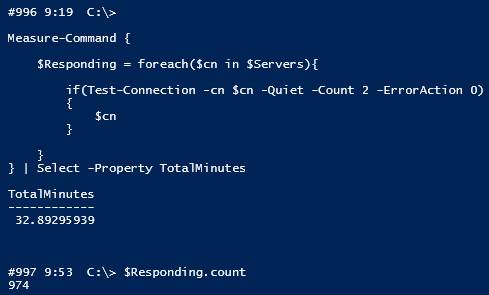 #996 9:19  C:\>
Measure-Command {
    $Responding = foreach($cn in $Servers){
        if(Test-Connection -cn $cn -Quiet -Count 2 -ErrorAction 0)
        {
            $cn
        }
    }
} | Select -Property TotalMinutes
TotalMinutes
------------
 32.89295939
#997 9:53  C:\> $Responding.count
974